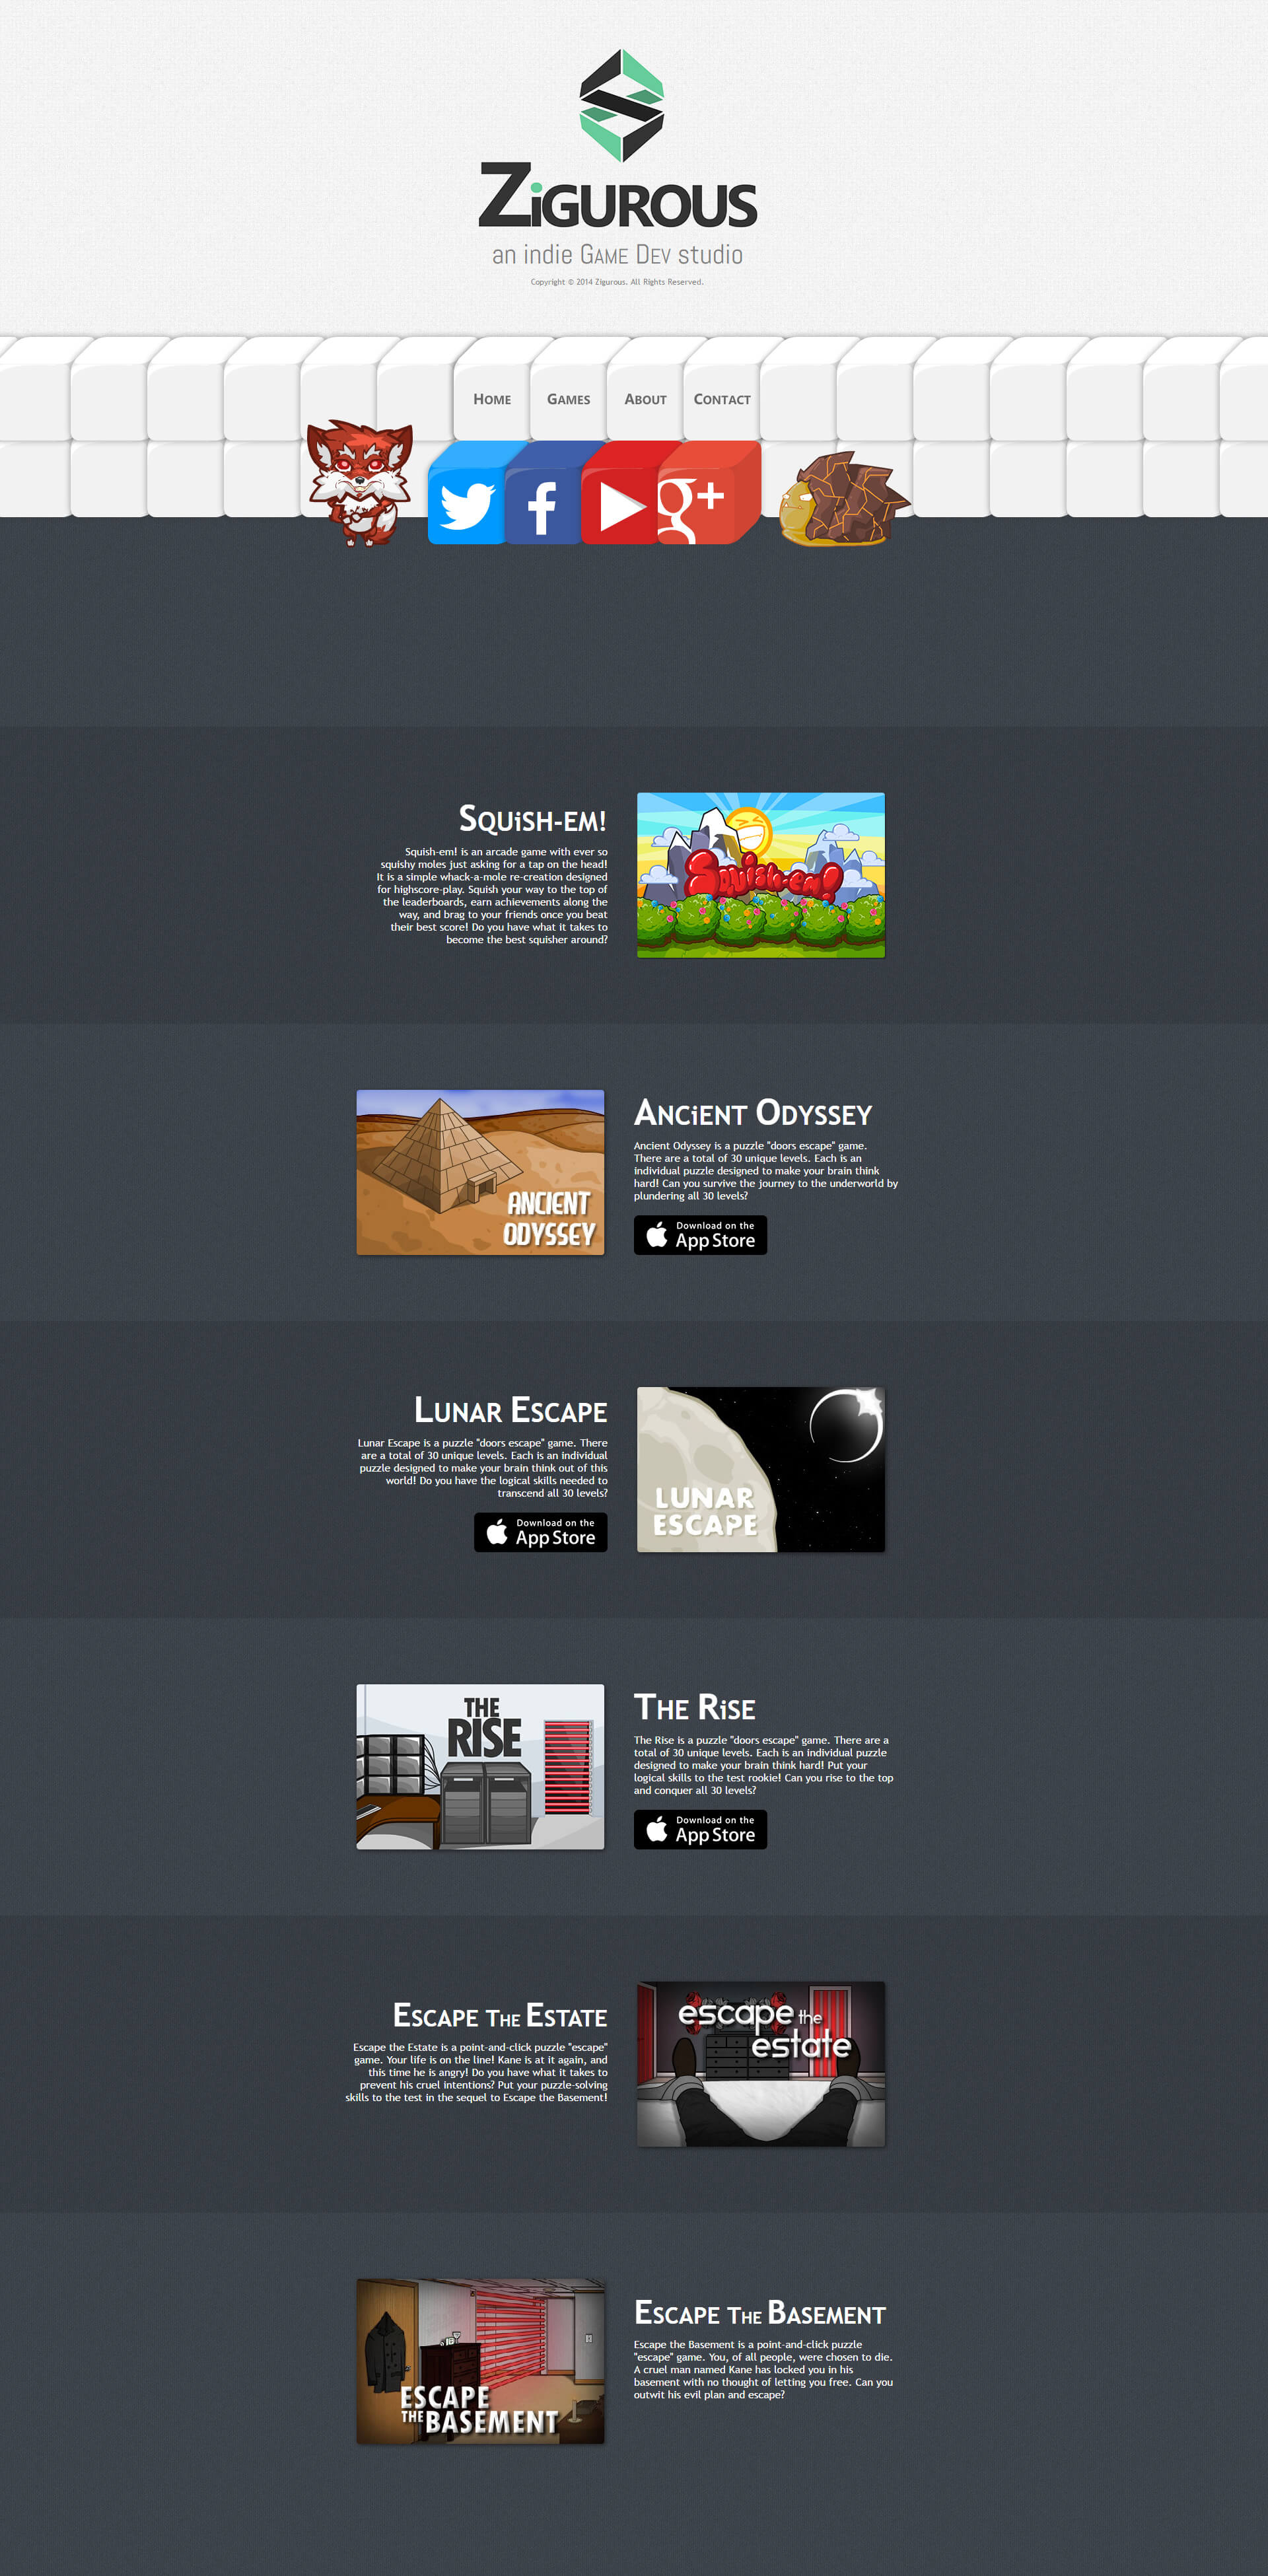 ZiGUROUS
an indie GAME DEV studio
Copyright © 2014 Zigurous. All Rights Reserved.
HOME GAMES ABOUT CONTACT
g+
SQUiSH-EM!
Squish-em! is an arcade game with ever so
squishy moles just asking for a tap on the head!
It is a simple whack-a-mole re-creation designed
for highscore-play. Squish your way to the top of
the leaderboards, earn achievements along the
way, and brag to your friends once you beat
their best score! Do you have what it takes to
become the best squisher around?
Squish-em!
ANCIENT
ODYSSEY
ANCiENT ODYSSEY
Ancient Odyssey is a puzzle "doors escape" game.
There are a total of 30 unique levels. Each is an
individual puzzle designed to make your brain think
hard! Can you survive the journey to the underworld by
plundering all 30 levels?
Download on the
App Store
LUNAR ESCAPE
Lunar Escape is a puzzle "doors escape" game. There
are a total of 30 unique levels. Each is an individual
puzzle designed to make your brain think out of this
world! Do you have the logical skills needed to
transcend all 30 levels?
Download on the
App Store
LUNAR
ESCAPE
THE
RISE
THE RiSE
The Rise is a puzzle "doors escape" game. There are a
total of 30 unique levels. Each is an individual puzzle
designed to make your brain think hard! Put your
logical skills to the test rookie! Can you rise to the top
and conquer all 30 levels?
Download on the
App Store
ESCAPE THE ESTATE
Escape the Estate is a point-and-click puzzle "escape"
game. Your life is on the line! Kane is at it again, and
this time he is angry! Do you have what it takes to
prevent his cruel intentions? Put your puzzle-solving
skills to the test in the sequel to Escape the Basement!
escape the
estate
ESCAPE
THE BASEMENT
ESCAPE THE BASEMENT
Escape the Basement is a point-and-click puzzle
"escape" game. You, of all people, were chosen to die.
A cruel man named Kane has locked you in his
basement with no thought of letting you free. Can you
outwit his evil plan and escape?